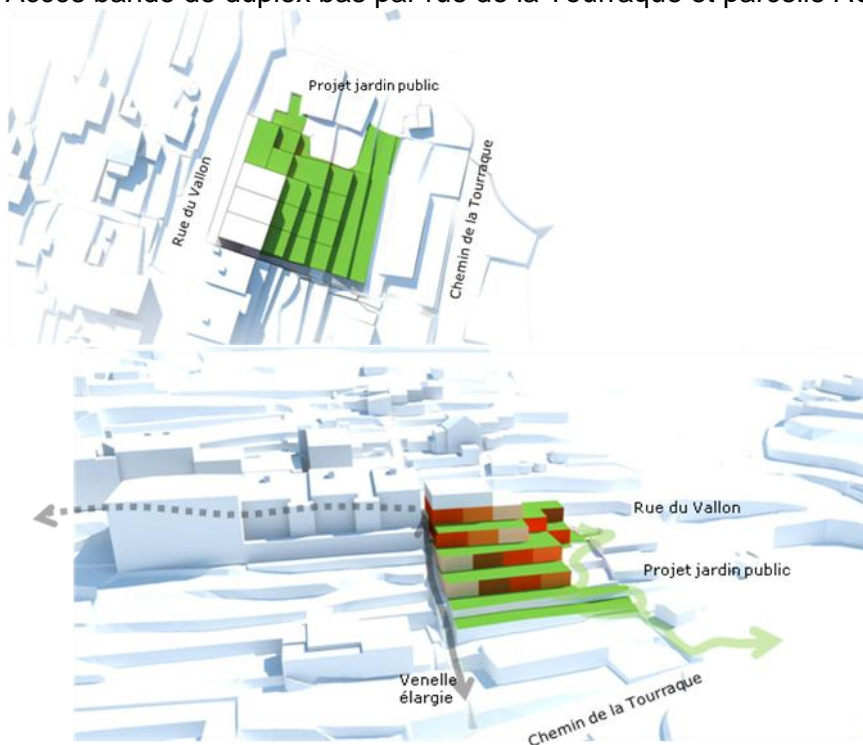 Accès bande de duplex bas par rue de la Tourraque et parcelle
Projet jardin public
Rue du Vallon
Chemin de la Tourraque
Rue du Vallon
Projet jardin public
Venelle
élargie
Chemin de la Tourraque